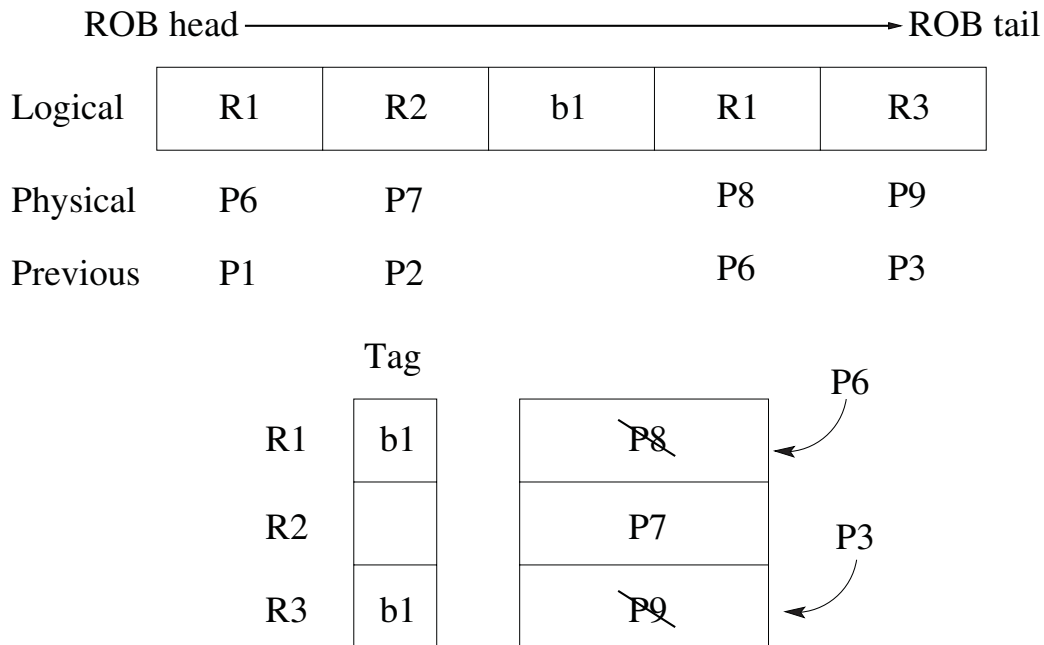 ROB head ROB tail
Logical R1 R2 b1 R1 R3
Physical P6 P7 P8 P9
Previous P1 P2 P6 P3
Tag
P6
R1 b1 P8
R2 P7
P3
R3 b1 P9